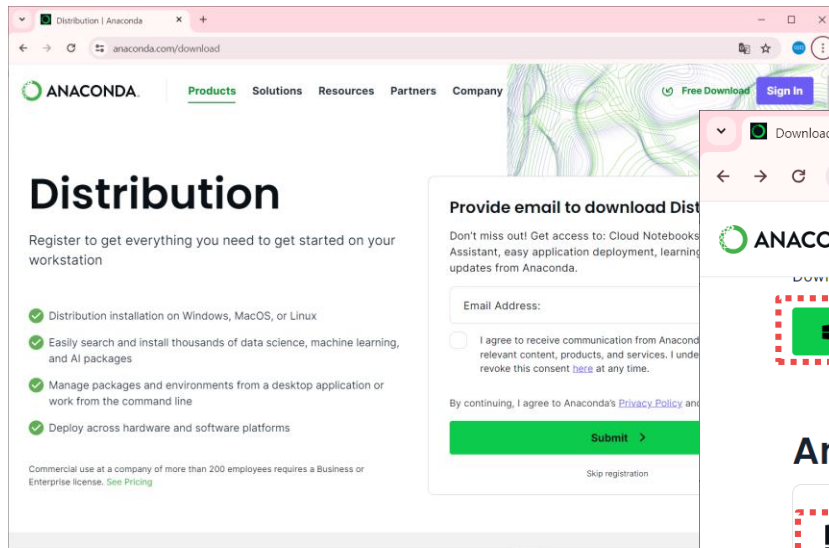 Distribution | Anaconda
anaconda.com/download
ANACONDA.
Products Solutions Resources Partners Company
Free Download
Sign In
Distribution
Register to get everything you need to get started on your
workstation
Distribution installation on Windows, MacOS, or Linux
Easily search and install thousands of data science, machine learning,
and AI packages
Manage packages and environments from a desktop application or
work from the command line
Deploy across hardware and software platforms
Commercial use at a company of more than 200 employees requires a Business or
Enterprise license. See Pricing
Provide email to download Dist
Don't miss out! Get access to: Cloud Notebooks
Assistant, easy application deployment, learning
updates from Anaconda.
Email Address:
I agree to receive communication from Anacond
relevant content, products, and services. I unde
revoke this consent here at any time.
By continuing, I agree to Anaconda's Privacy Policy and
Submit
Skip registration
Download
ANACO